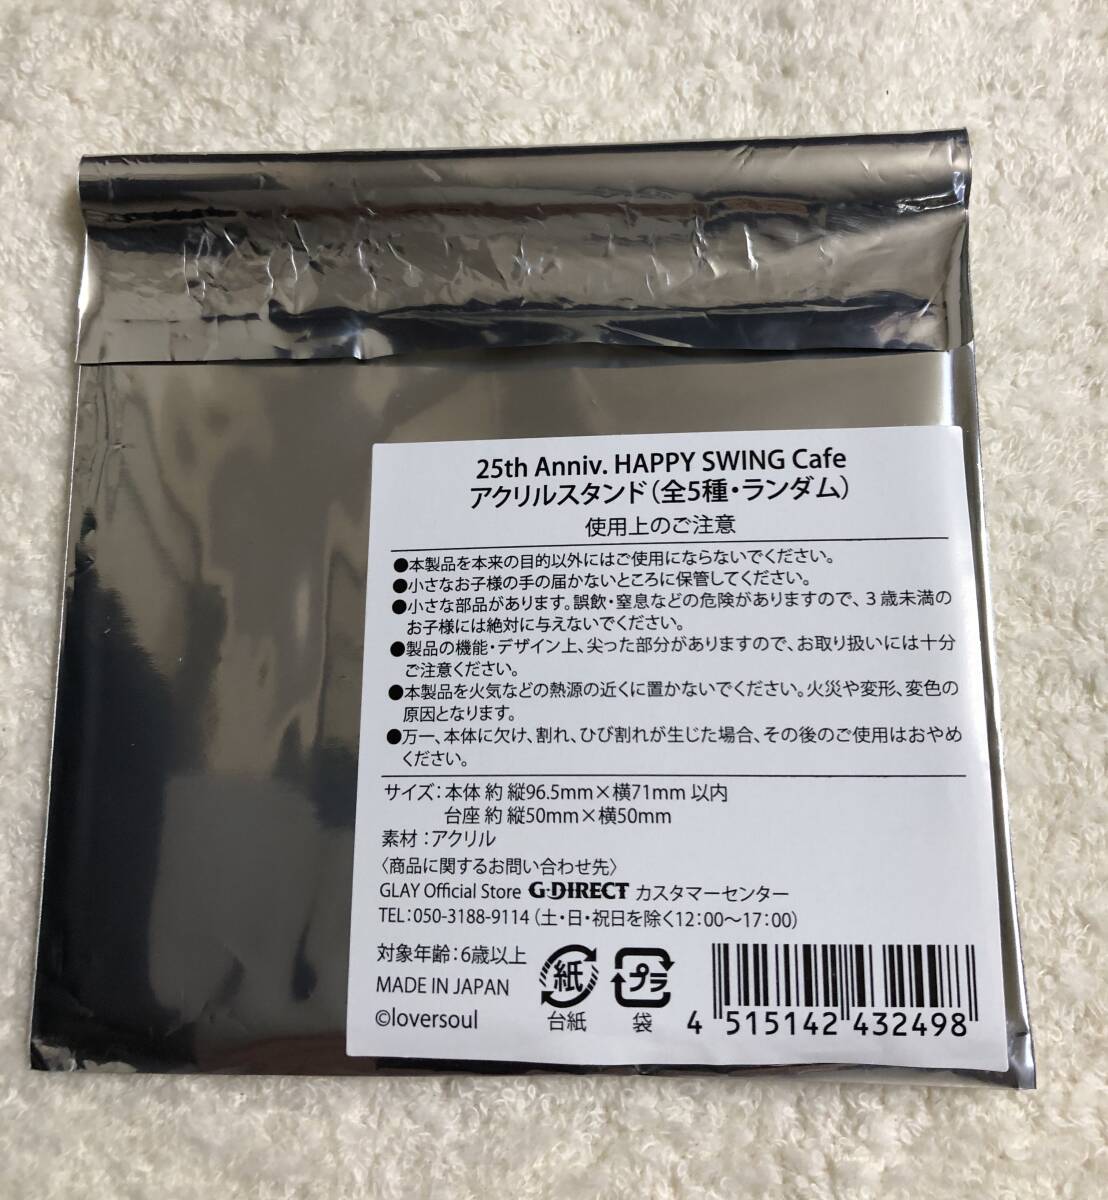 25th Anniv. HAPPY SWING Cafe
アクリルスタンド（全5種・ランダム）
使用上のご注意
●本製品を本来の目的以外にはご使用にならないでください。
●小さなお子様の手の届かないところに保管してください。
●小さな部品があります。誤飲・窒息などの危険がありますので、３歳未満の
お子様には絶対に与えないでください。
●製品の機能・デザイン上、尖った部分がありますので、お取り扱いには十分
ご注意ください。
●本製品を火気などの熱源の近くに置かないでください。火災や変形、変色の
原因となります。
●万一、本体に欠け、割れ、ひび割れが生じた場合、その後のご使用はおやめ
ください。
サイズ：本体 約 縦96.5mm×横71mm 以内
台座 約 縦50mm×横50mm
素材：アクリル
〈商品に関するお問い合わせ先〉
GLAY Official Store G-DIRECT カスタマーセンター
TEL：050-3188-9114（土・日・祝日を除く12：00〜17：00）
対象年齢：6歳以上
MADE IN JAPAN
©loversoul
紙
台紙
プラ
袋
4 515142 432498